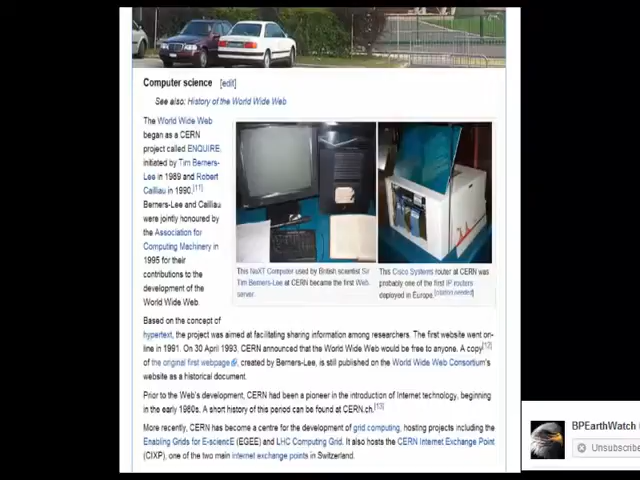 Computer science [edit]
See also: History of the World Wide Web
The World Wide Web
began as a CERN
project called ENQUIRE,
initiated by Tim Berners-
Lee in 1989 and Robert
Cailliau in 1990.[11]
Berners-Lee and Cailliau
were jointly honoured by
the Association for
Computing Machinery in
1995 for their
contributions to the
development of the
World Wide Web.
This NeXT Computer used by British scientist Sir
Tim Berners-Lee at CERN became the first Web
server.
This Cisco Systems router at CERN was
probably one of the first IP routers
deployed in Europe.[citation needed]
Based on the concept of
hypertext, the project was aimed at facilitating sharing information among researchers. The first website went on-
line in 1991. On 30 April 1993, CERN announced that the World Wide Web would be free to anyone. A copy[12]
of the original first webpage, created by Berners-Lee, is still published on the World Wide Web Consortium's
website as a historical document.
Prior to the Web's development, CERN had been a pioneer in the introduction of Internet technology, beginning
in the early 1980s. A short history of this period can be found at CERN.ch.[13]
More recently, CERN has become a centre for the development of grid computing, hosting projects including the
Enabling Grids for E-sciencE (EGEE) and LHC Computing Grid. It also hosts the CERN Internet Exchange Point
(CIXP), one of the two main internet exchange points in Switzerland.
BPEarthWatch
Unsubscribe